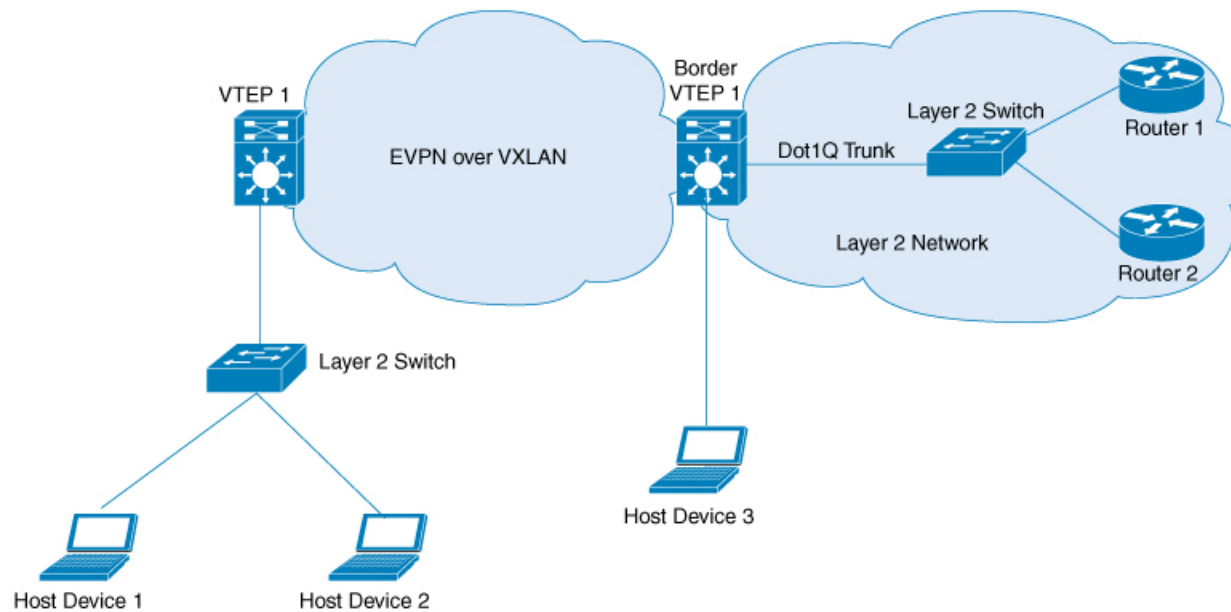 VTEP 1
Border
VTEP 1
Layer 2 Switch
Router 1
EVPN over VXLAN
Dot1Q Trunk
Layer 2 Network
Router 2
Layer 2 Switch
Host Device 3
Host Device 1
Host Device 2